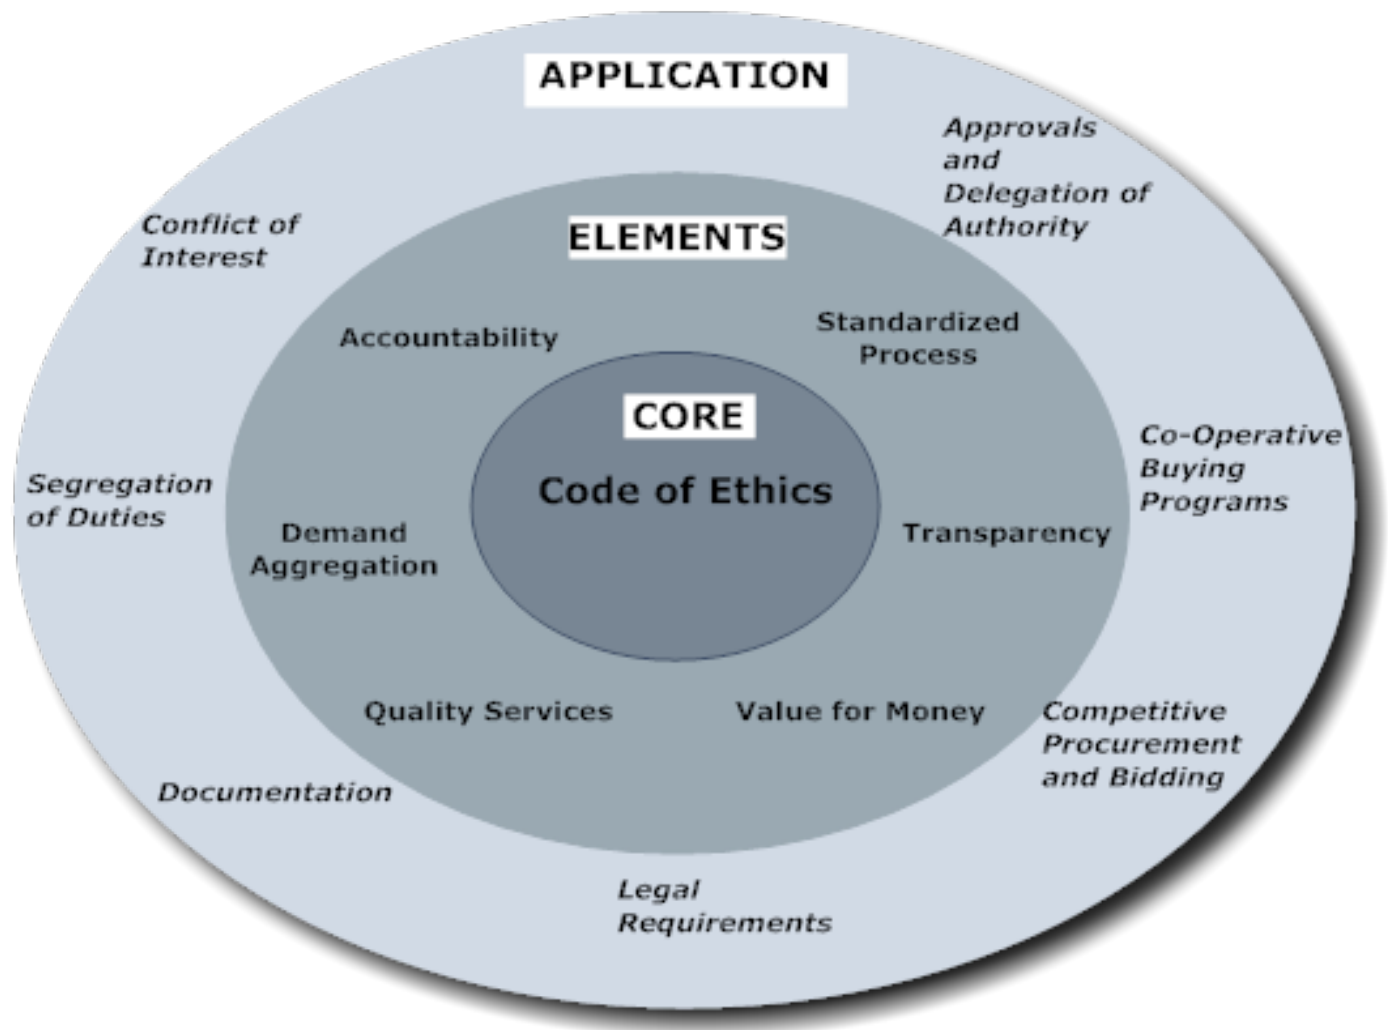 APPLICATION
Approvals
and
Delegation of
Authority
Conflict of
Interest
ELEMENTS
Accountability
Standardized
Process
CORE
Code of Ethics
Co-Operative
Buying
Programs
Segregation
of Duties
Demand
Aggregation
Transparency
Quality Services
Value for Money
Competitive
Procurement
and Bidding
Documentation
Legal
Requirements